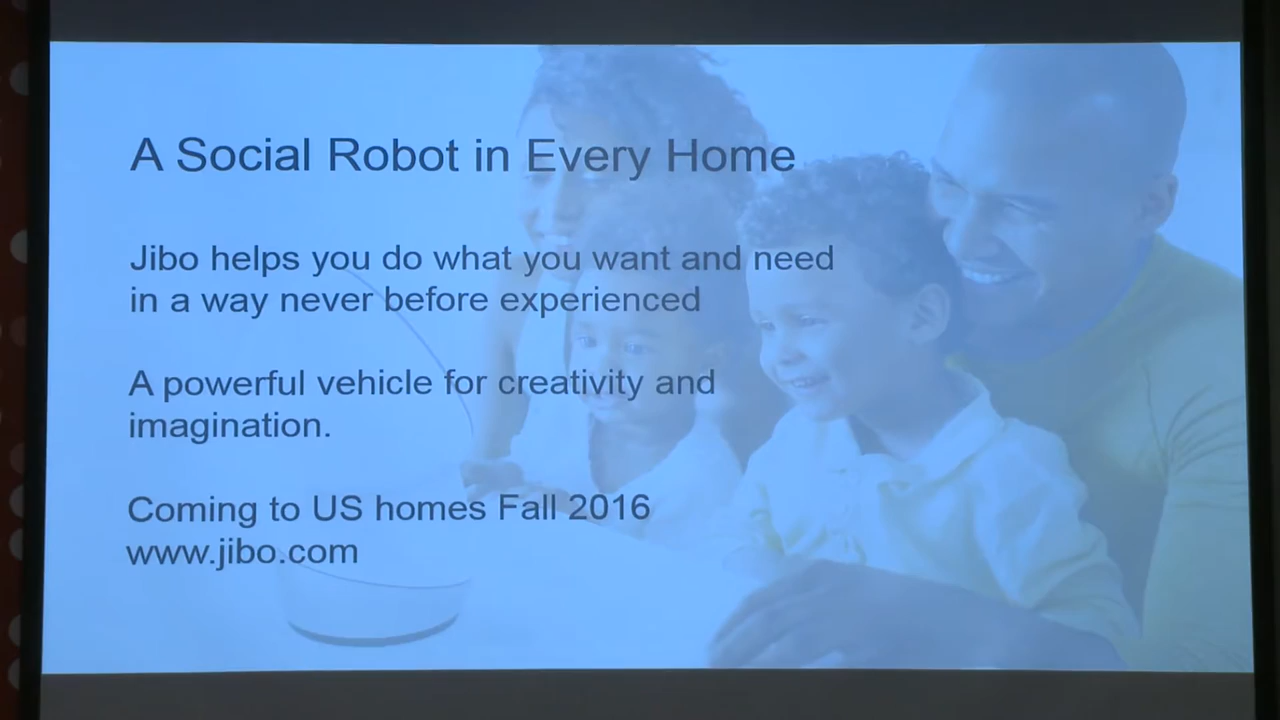 A Social Robot in Every Home
Jibo helps you do what you want and need
in a way never before experienced
A powerful vehicle for creativity and
imagination.
Coming to US homes Fall 2016
www.jibo.com